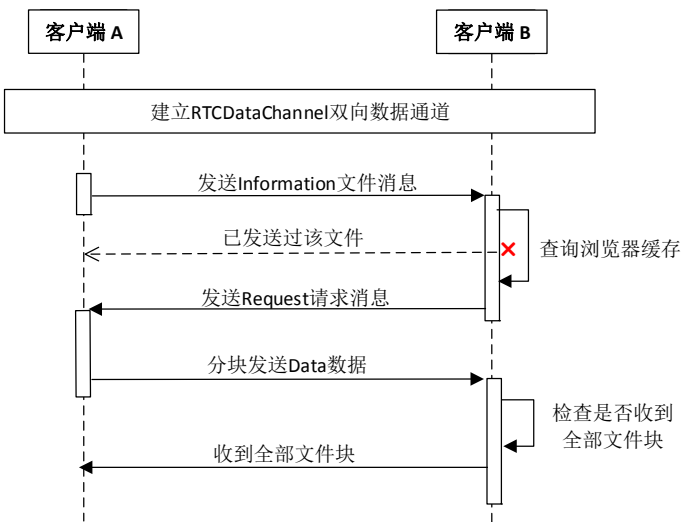 客户端 A
客户端 B
建立RTCDataChannel双向数据通道
发送Information文件消息
已发送过该文件
查询浏览器缓存
发送Request请求消息
分块发送Data数据
检查是否收到
全部文件块
收到全部文件块